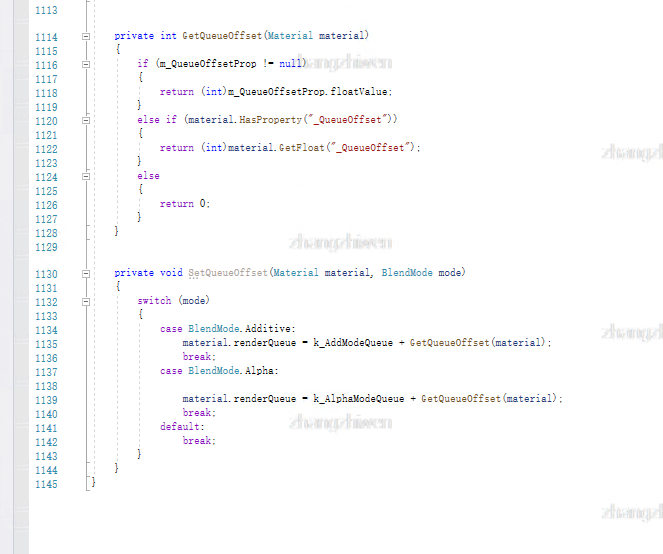 1113
1114 private int GetQueueOffset(Material material)
1115 {
1116 if (m_QueueOffsetProp != null)
1117 {
1118 return (int)m_QueueOffsetProp.floatValue;
1119 }
1120 else if (material.HasProperty("_QueueOffset"))
1121 {
1122 return (int)material.GetFloat("_QueueOffset");
1123 }
1124 else
1125 {
1126 return 0;
1127 }
1128 }
1129
1130 private void SetQueueOffset(Material material, BlendMode mode)
1131 {
1132 switch (mode)
1133 {
1134 case BlendMode.Additive:
1135 material.renderQueue = k_AddModeQueue + GetQueueOffset(material);
1136 break;
1137 case BlendMode.Alpha:
1138
1139 material.renderQueue = k_AlphaModeQueue + GetQueueOffset(material);
1140 break;
1141 default:
1142 break;
1143 }
1144 }
1145 }
zhangzhiwen
zhangzhiwen
zhangzhiwen